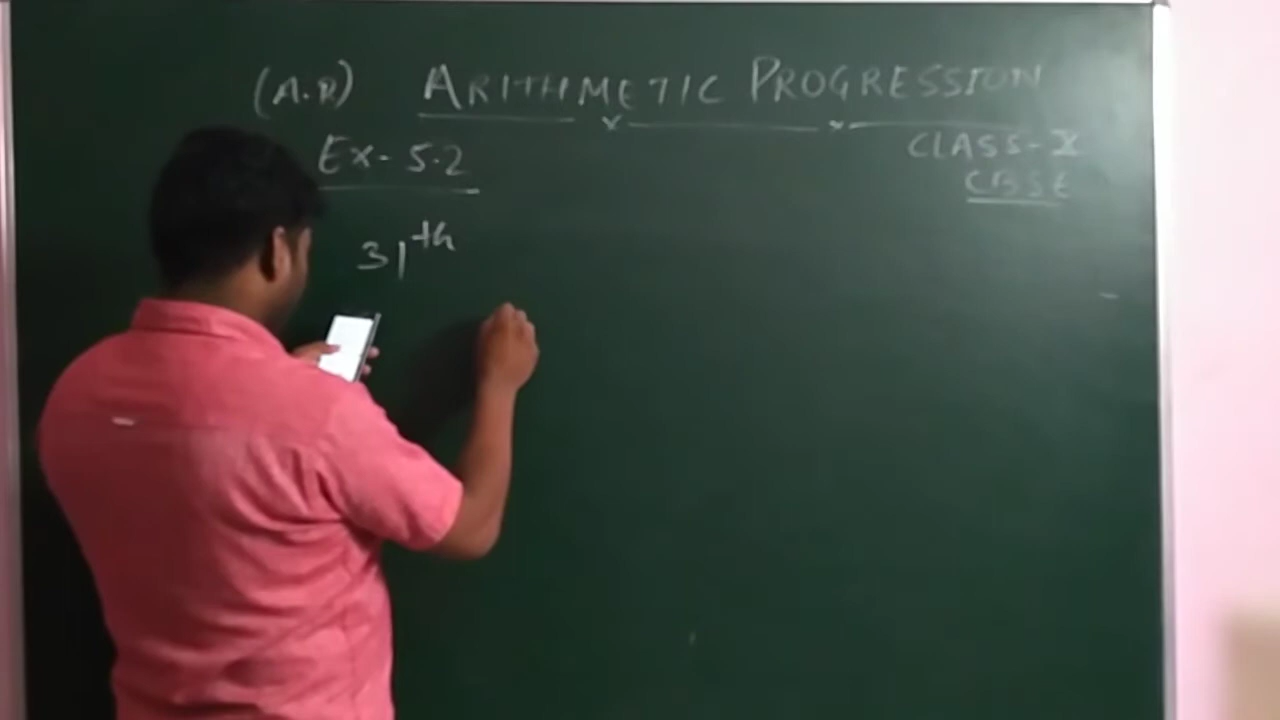 (A.P) ARITHMETIC PROGRESSION
Ex- 5.2
CLASS-X
CBSE
31th